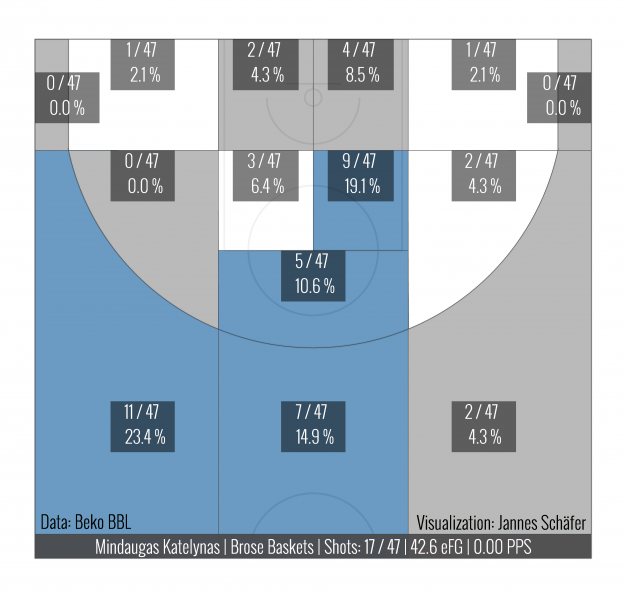 1 / 47
2.1 %
2 / 47
4.3 %
4 / 47
8.5 %
1 / 47
2.1 %
0 / 47
0.0 %
0 / 47
0.0 %
0 / 47
0.0 %
3 / 47
6.4 %
9 / 47
19.1 %
2 / 47
4.3 %
5 / 47
10.6 %
11 / 47
23.4 %
7 / 47
14.9 %
2 / 47
4.3 %
Data: Beko BBL
Visualization: Jannes Schäfer
Mindaugas Katelynas | Brose Baskets | Shots: 17 / 47 | 42.6 eFG | 0.00 PPS